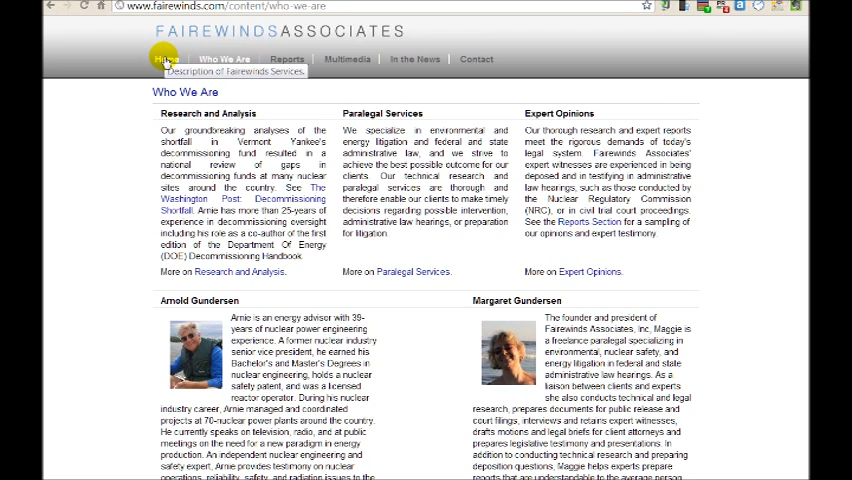 www.fairewinds.com/content/who-we-are
FAIREWINDSASSOCIATES
Home Who We Are Reports Multimedia In the News Contact
Description of Fairewinds Services.
Who We Are
Research and Analysis
Our groundbreaking analyses of the
shortfall in Vermont Yankee's
decommissioning fund resulted in a
national review of gaps in
decommissioning funds at many nuclear
sites around the country. See The
Washington Post: Decommissioning
Shortfall. Arnie has more than 25-years of
experience in decommissioning oversight
including his role as a co-author of the first
edition of the Department Of Energy
(DOE) Decommissioning Handbook.
More on Research and Analysis.
Paralegal Services
We specialize in environmental and
energy litigation and federal and state
administrative law, and we strive to
achieve the best possible outcome for our
clients. Our technical research and
paralegal services are thorough and
therefore enable our clients to make timely
decisions regarding possible intervention,
administrative law hearings, or preparation
for litigation.
More on Paralegal Services.
Expert Opinions
Our thorough research and expert reports
meet the rigorous demands of today's
legal system. Fairewinds Associates'
expert witnesses are experienced in being
deposed and in testifying in administrative
law hearings, such as those conducted by
the Nuclear Regulatory Commission
(NRC), or in civil trial court proceedings.
See the Reports Section for a sampling of
our opinions and expert testimony.
More on Expert Opinions.
Arnold Gundersen
Arnie is an energy advisor with 39-
years of nuclear power engineering
experience. A former nuclear industry
senior vice president, he earned his
Bachelor's and Master's Degrees in
nuclear engineering, holds a nuclear
safety patent, and was a licensed
reactor operator. During his nuclear
industry career, Arnie managed and coordinated
projects at 70-nuclear power plants around the country.
He currently speaks on television, radio, and at public
meetings on the need for a new paradigm in energy
production. An independent nuclear engineering and
safety expert, Arnie provides testimony on nuclear
operations, reliability, safety, and radiation issues to the
Margaret Gundersen
The founder and president of
Fairewinds Associates, Inc, Maggie is
a freelance paralegal specializing in
environmental, nuclear safety, and
energy litigation in federal and state
administrative law hearings. As a
liaison between clients and experts
she also conducts technical and legal
research, prepares documents for public release and
court filings, interviews and retains expert witnesses,
drafts motions and legal briefs for client attorneys and
prepares legislative testimony and presentations. In
addition to conducting technical research and preparing
deposition questions, Maggie helps experts prepare
reports that are understandable to the average person